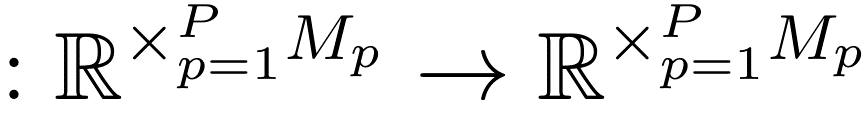 : ℝ^{×_{p=1}^{P} M_p} → ℝ^{×_{p=1}^{P} M_p}